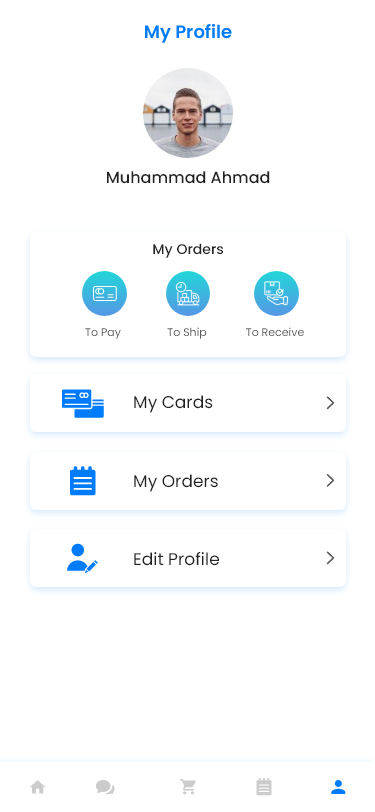 My Profile
Muhammad Ahmad
My Orders
To Pay To Ship To Receive
My Cards
My Orders
Edit Profile